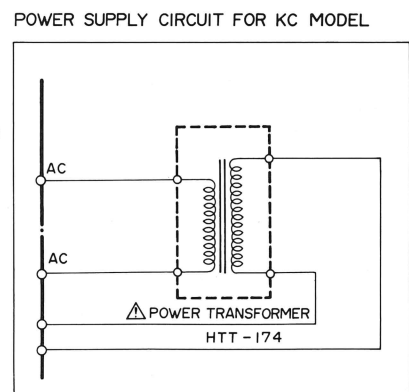 POWER SUPPLY CIRCUIT FOR KC MODEL
AC
AC
⚠ POWER TRANSFORMER
HTT-174